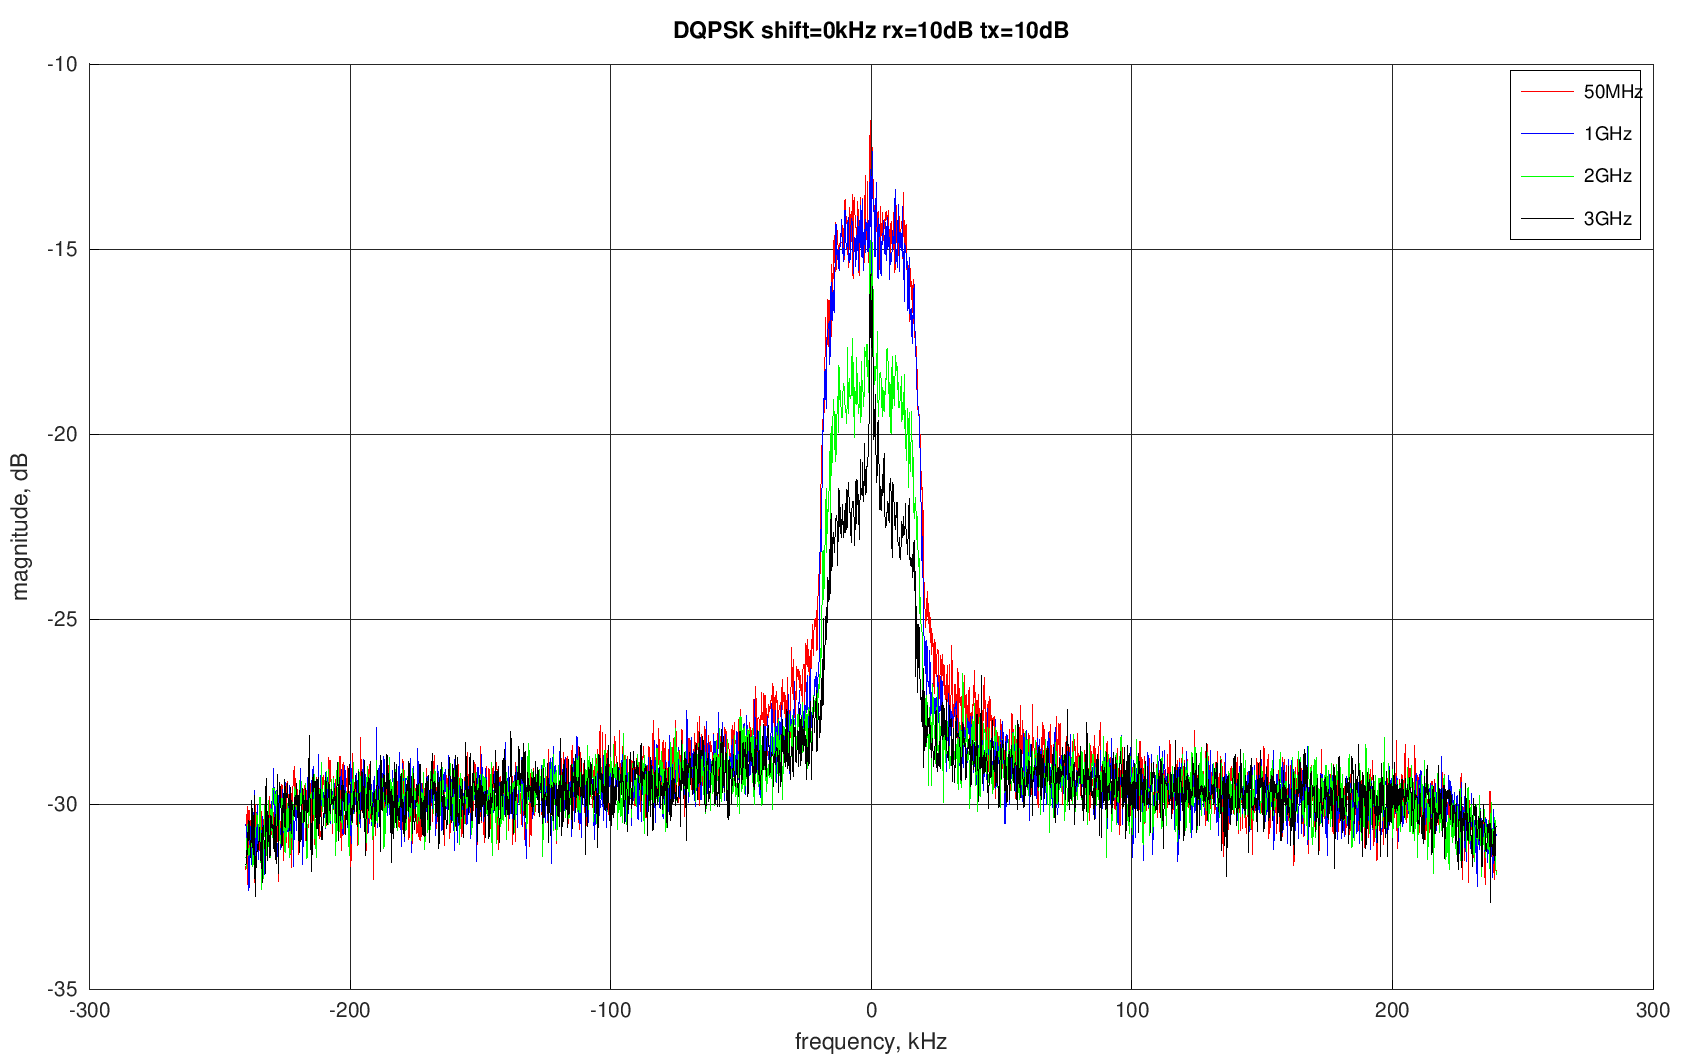 DQPSK shift=0kHz rx=10dB tx=10dB
-10
-15
-20
-25
-30
-35
magnitude, dB
50MHz
1GHz
2GHz
3GHz
-300
-200
-100
0
100
200
300
frequency, kHz